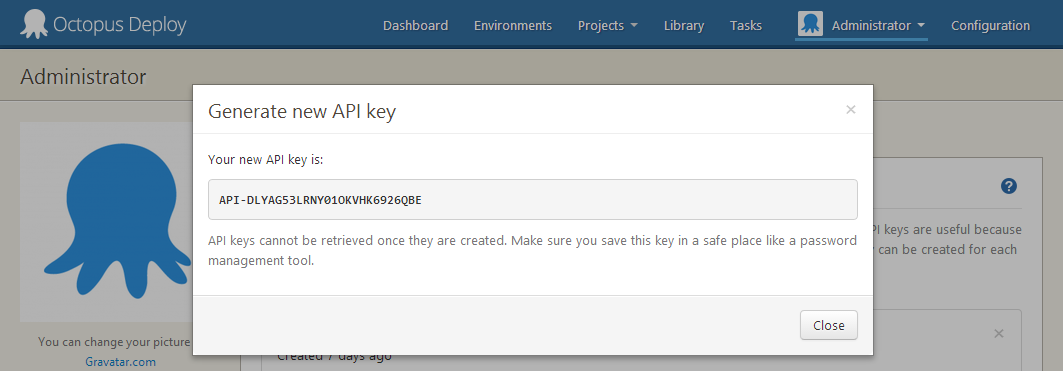 Octopus Deploy
Dashboard Environments Projects Library Tasks Administrator Configuration
Administrator
Generate new API key
×
Your new API key is:
API-DLYAG53LRNY01OKVHK6926QBE
?
API keys cannot be retrieved once they are created. Make sure you save this key in a safe place like a password
management tool.
PI keys are useful because
can be created for each
Close
×
You can change your picture
Gravatar.com
Created 7 days ago